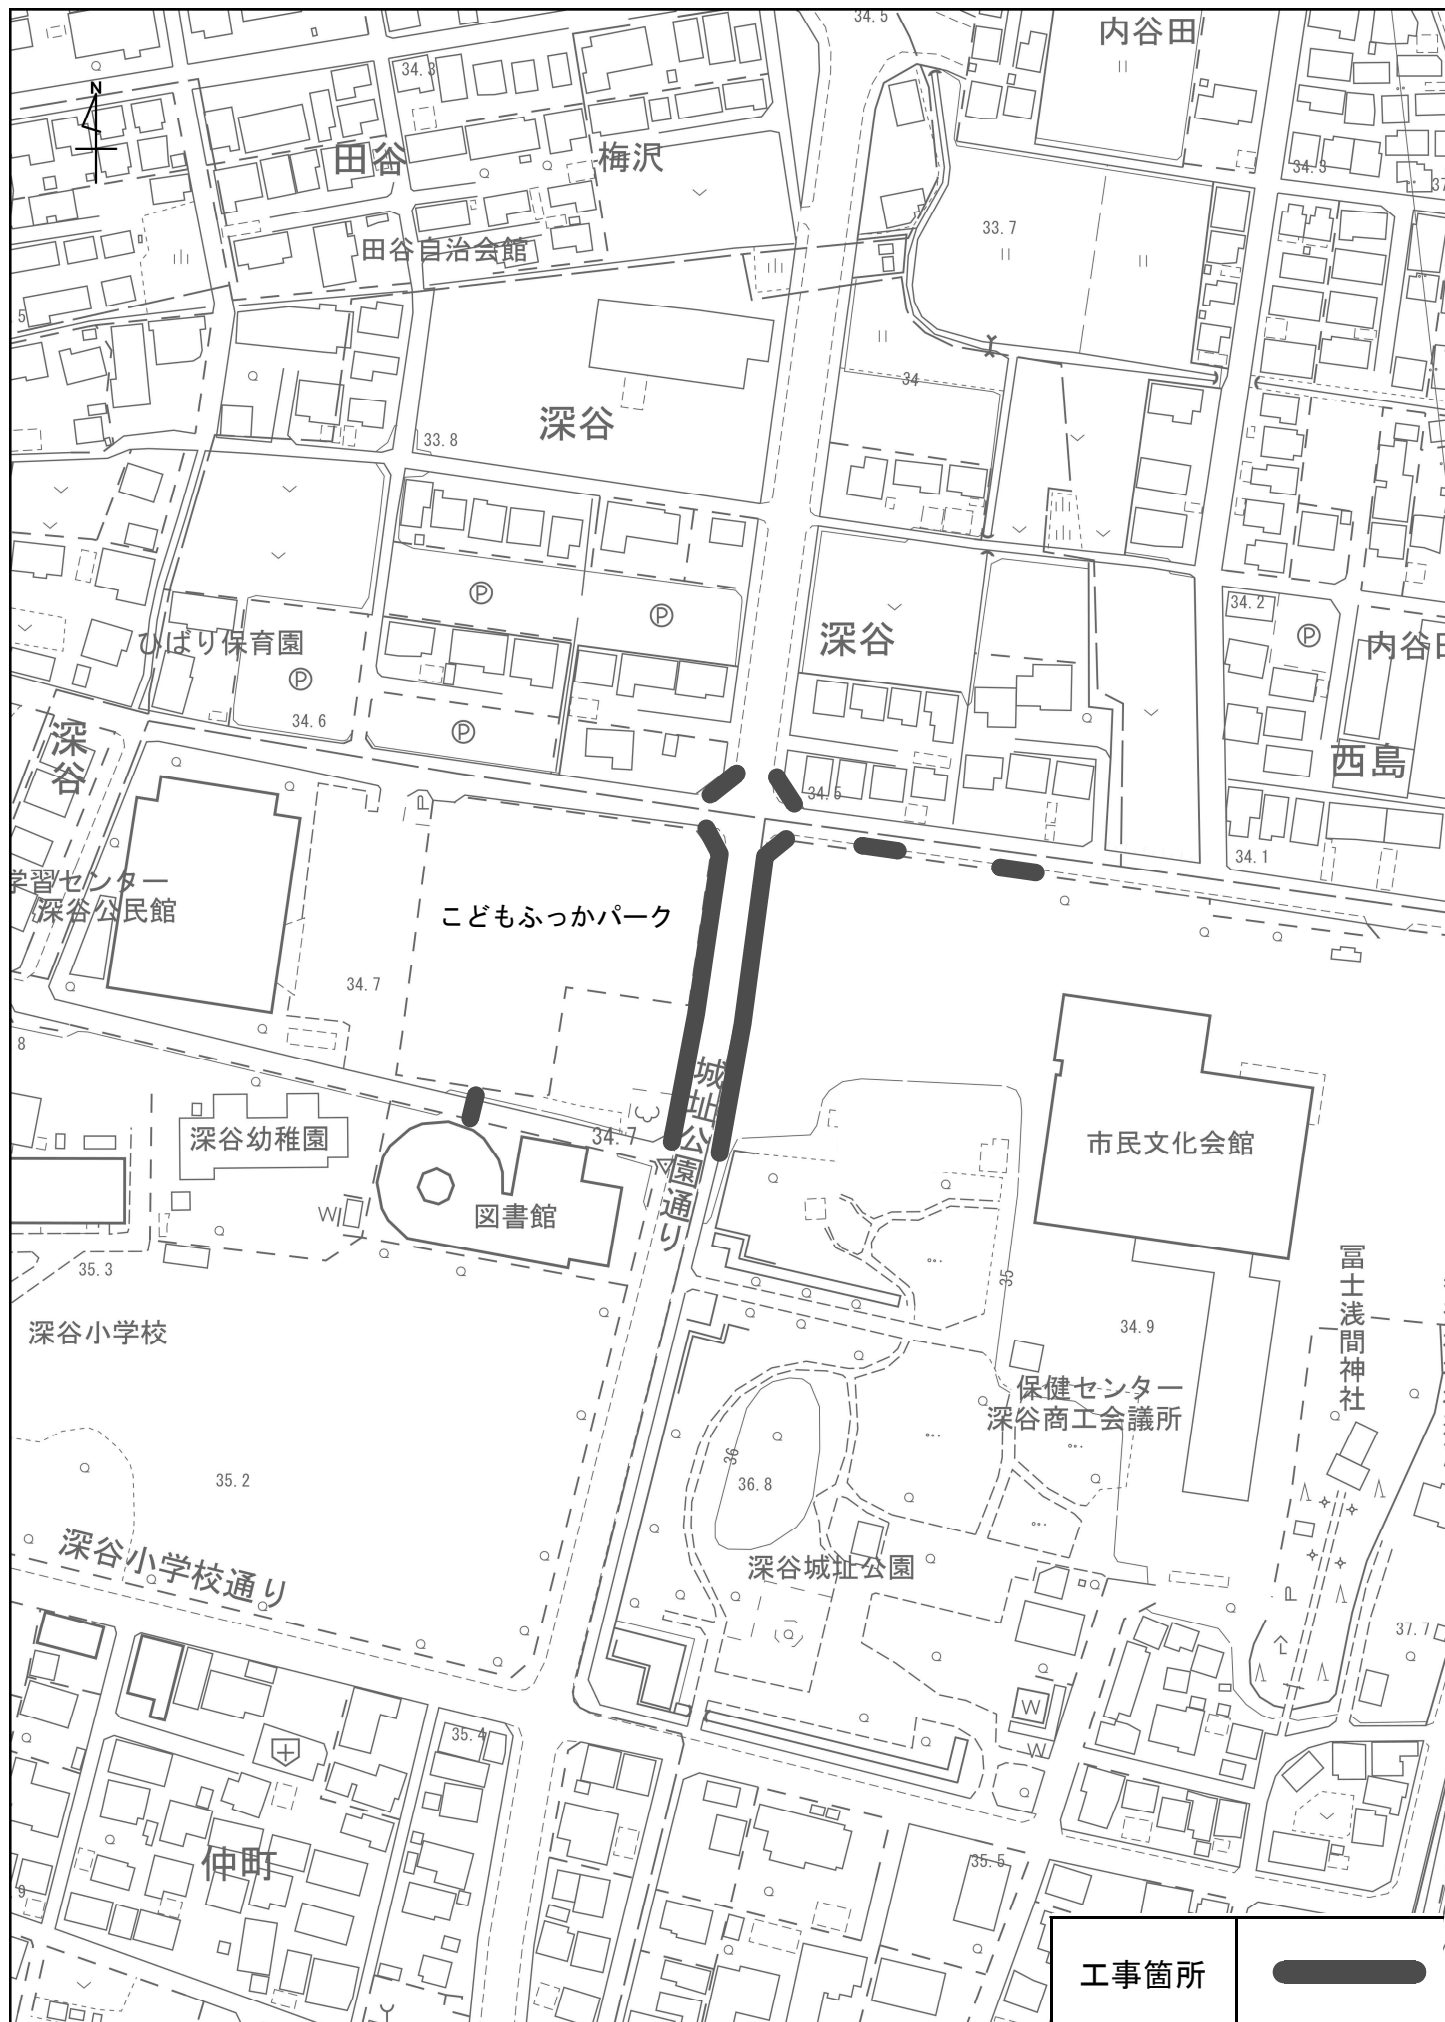 34.5
内谷田
N
34.3
田谷
梅沢
34.3
37
33.7
田谷自治会館
5
34
深谷
33.8
34.2
P
P
深谷
P
内谷田
ひばり保育園
P
34.6
P
深谷
西島
34.5
34.1
学習センター
深谷公民館
こどもふっかパーク
34.7
8
城址公園通り
深谷幼稚園
34.7
市民文化会館
図書館
W
35.3
35
冨士浅間神社
深谷小学校
34.9
保健センター
深谷商工会議所
36
36.8
35.2
深谷小学校通り
深谷城址公園
37.7
W
35.4
W
仲町
35.5
9
工事箇所